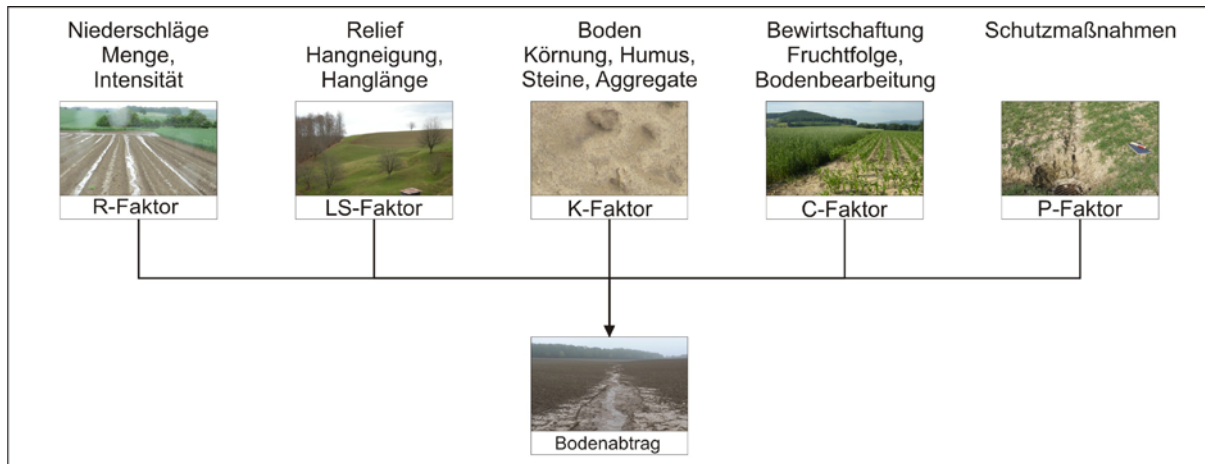 Niederschläge
Menge,
Intensität
R-Faktor
Relief
Hangneigung,
Hanglänge
LS-Faktor
Boden
Körnung, Humus,
Steine, Aggregate
K-Faktor
Bewirtschaftung
Fruchtfolge,
Bodenbearbeitung
C-Faktor
Schutzmaßnahmen
P-Faktor
Bodenabtrag